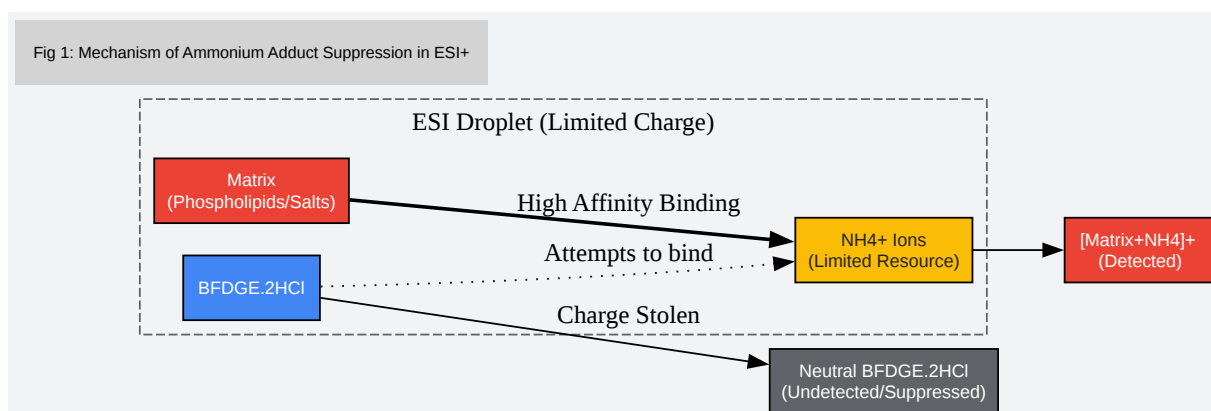 Fig 1: Mechanism of Ammonium Adduct Suppression in ESI+
ESI Droplet (Limited Charge)
Matrix
(Phospholipids/Salts)
High Affinity Binding
NH4+ Ions
(Limited Resource)
[Matrix+NH4]+
(Detected)
Attempts to bind
BFDGE.2HCl
Charge Stolen
Neutral BFDGE.2HCl
(Undetected/Suppressed)